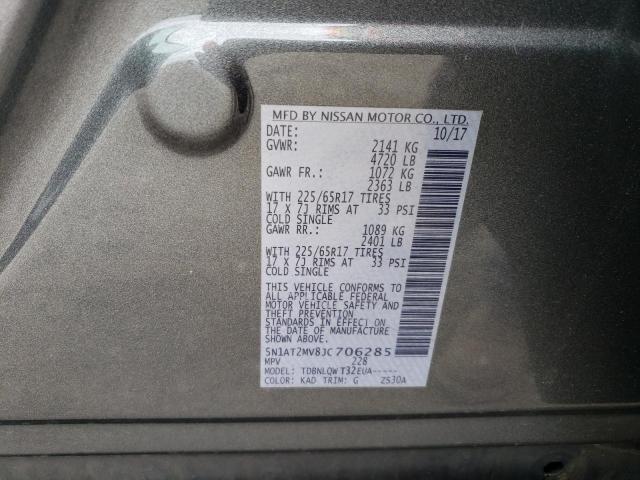 MFD BY NISSAN MOTOR CO., LTD.
DATE: 10/17
GVWR: 2141 KG
4720 LB
GAWR FR.: 1072 KG
2363 LB
WITH 225/65R17 TIRES
17 X 7J RIMS AT 33 PSI
COLD SINGLE
GAWR RR.: 1089 KG
2401 LB
WITH 225/65R17 TIRES
17 X 7J RIMS AT 33 PSI
COLD SINGLE
THIS VEHICLE CONFORMS TO
ALL APPLICABLE FEDERAL
MOTOR VEHICLE SAFETY AND
THEFT PREVENTION
STANDARDS IN EFFECT ON
THE DATE OF MANUFACTURE
SHOWN ABOVE
5N1AT2MV8JC706285
MPV 228
MODEL: TDBNLQWT32EUA-----
COLOR: KAD TRIM: G ZS30A